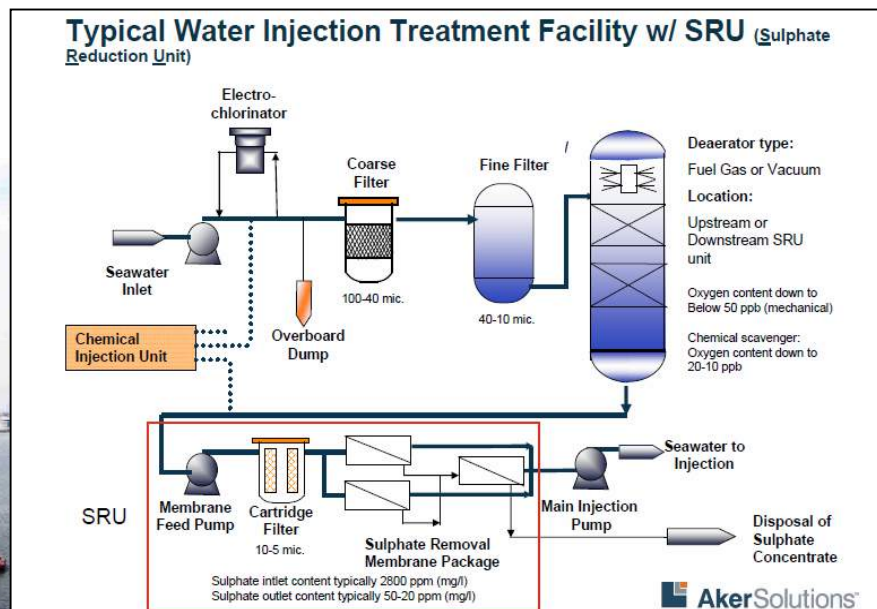 Typical Water Injection Treatment Facility w/ SRU (Sulphate
Reduction Unit)
Electro-
chlorinator
Coarse
Filter
Fine Filter
/
Deaerator type:
Fuel Gas or Vacuum
Location:
Upstream or
Downstream SRU
unit
Seawater
Inlet
100-40 mic.
Overboard
Dump
40-10 mic.
Oxygen content down to
Below 50 ppb (mechanical)
Chemical scavenger:
Oxygen content down to
20-10 ppb
Chemical
Injection Unit
SRU
Membrane
Feed Pump
Cartridge
Filter
10-5 mic.
Sulphate Removal
Membrane Package
Main Injection
Pump
Seawater to
Injection
Disposal of
Sulphate
Concentrate
Sulphate intlet content typically 2800 ppm (mg/l)
Sulphate outlet content typically 50-20 ppm (mg/l)
AkerSolutions™